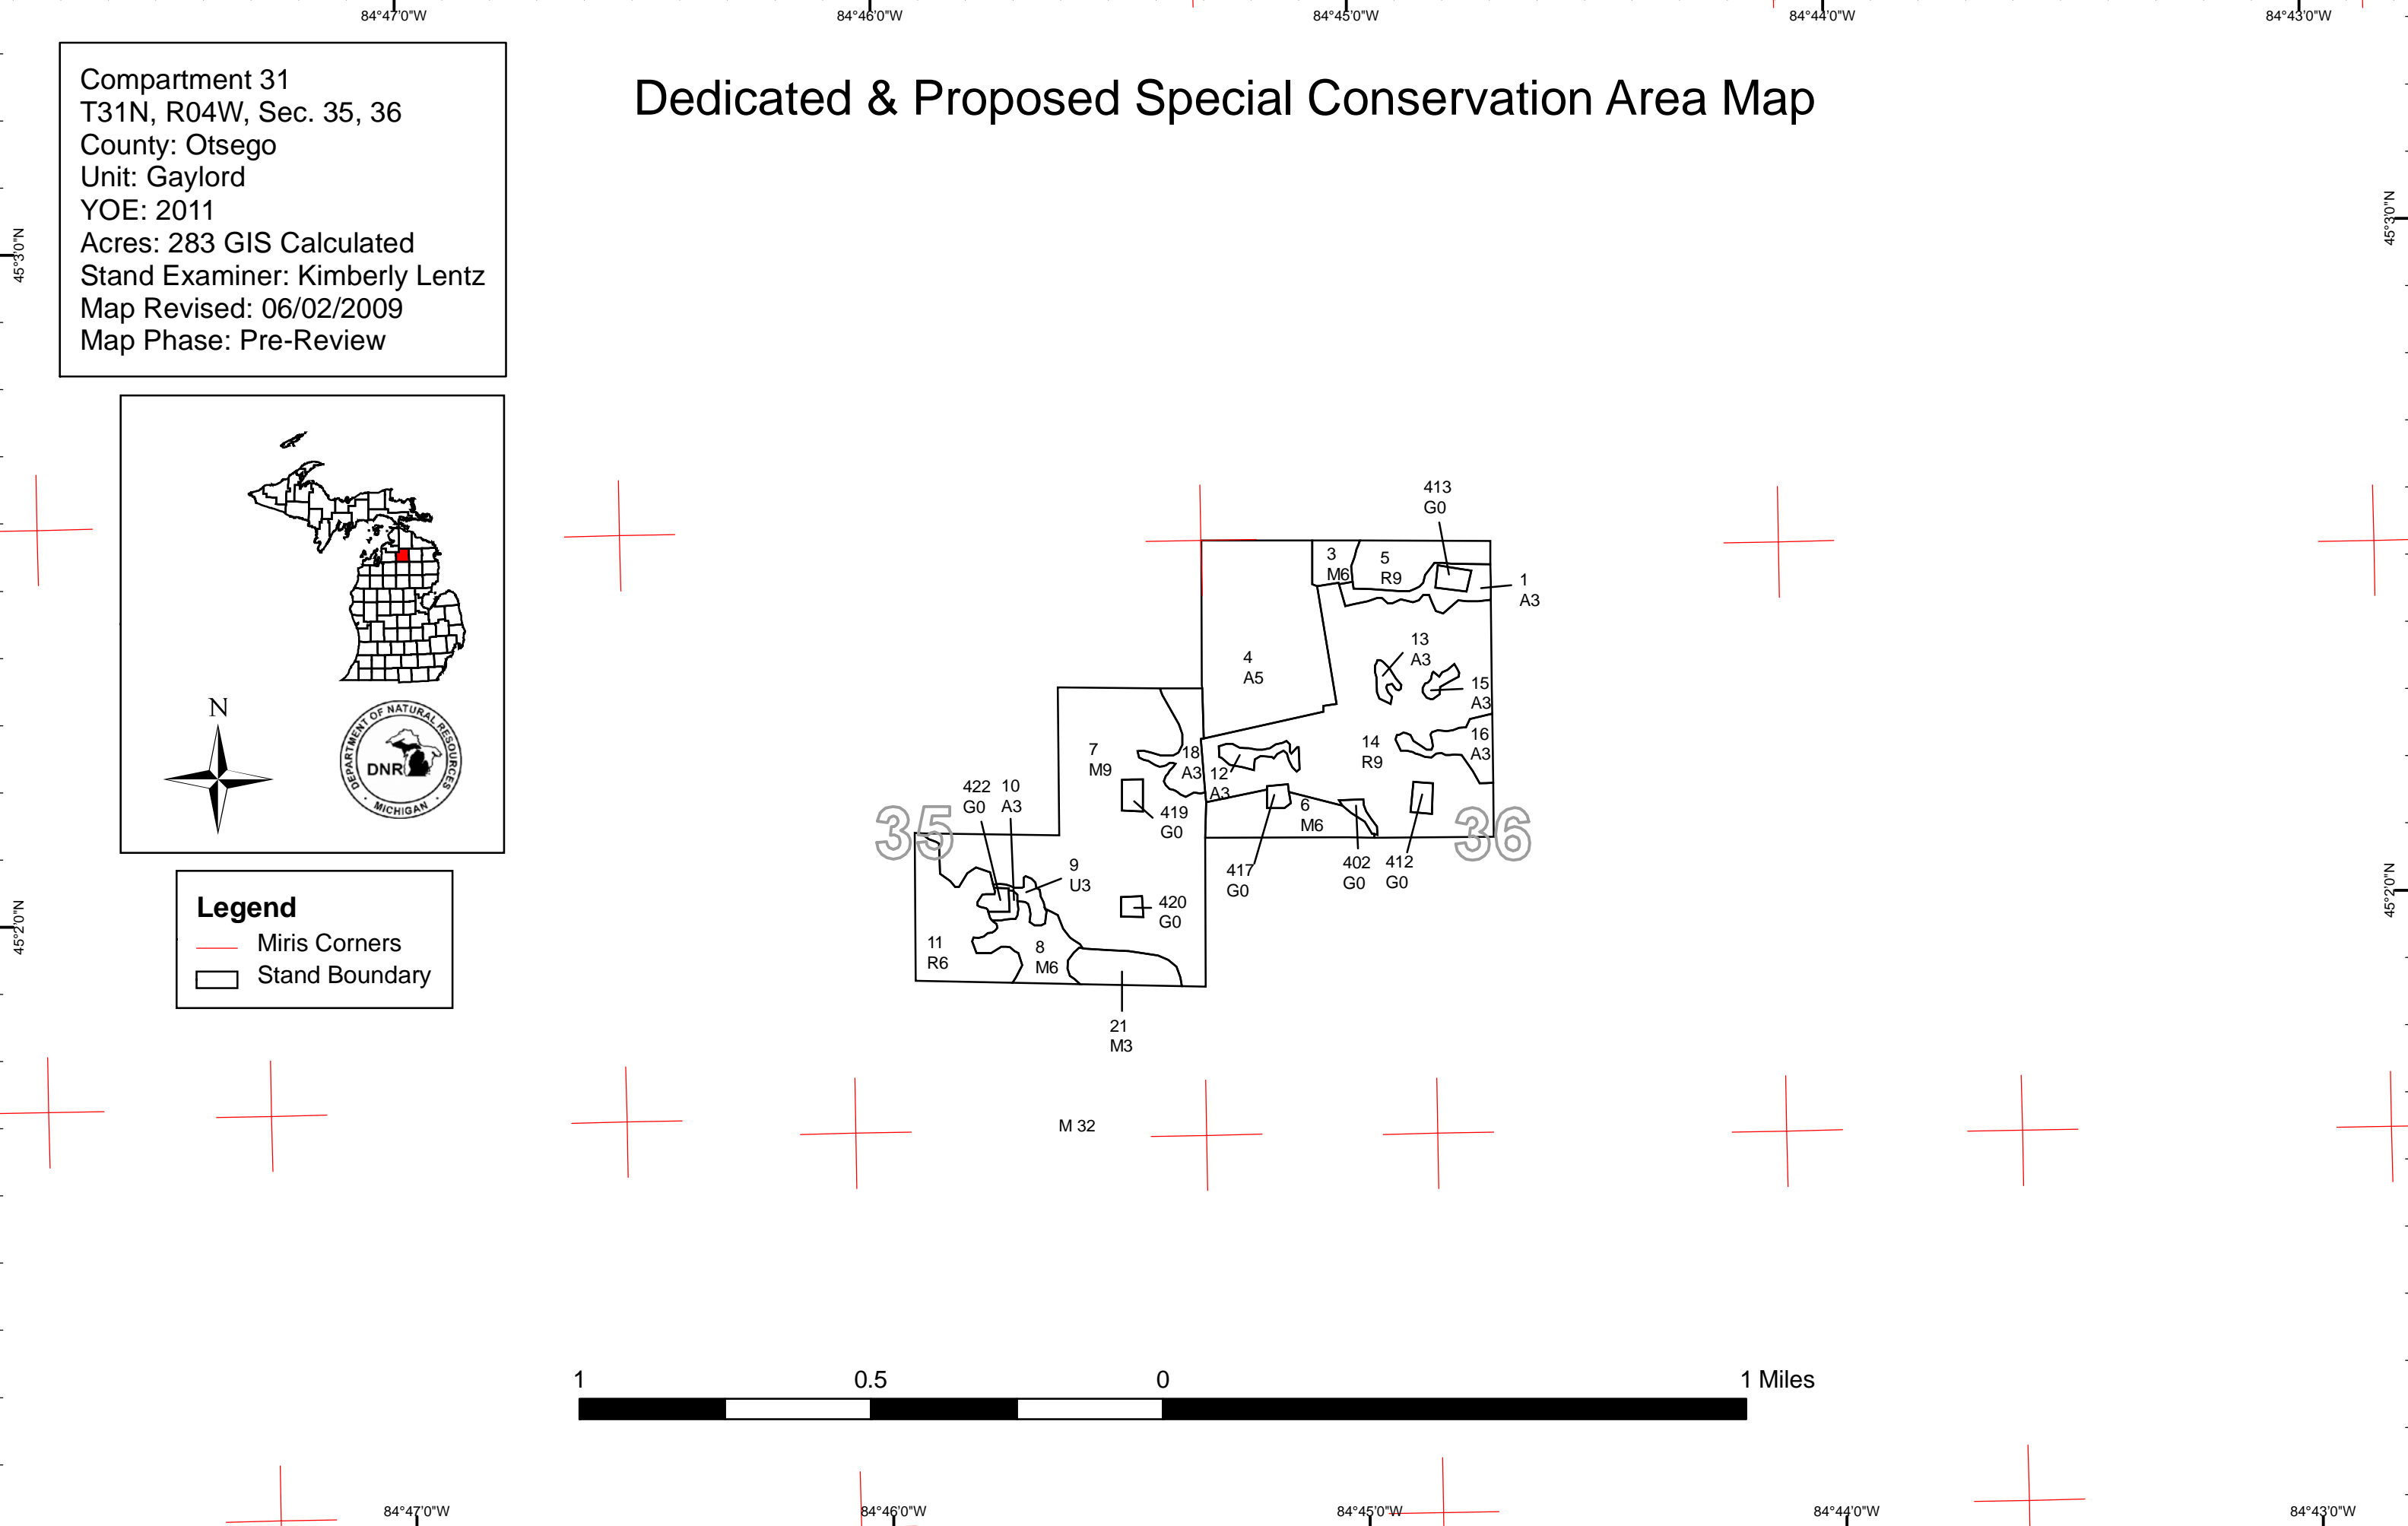 84°47'0"W
84°46'0"W
84°45'0"W
84°44'0"W
84°43'0"W
Compartment 31
T31N, R04W, Sec. 35, 36
County: Otsego
Unit: Gaylord
YOE: 2011
Acres: 283 GIS Calculated
Stand Examiner: Kimberly Lentz
Map Revised: 06/02/2009
Map Phase: Pre-Review
Dedicated & Proposed Special Conservation Area Map
45°3'0"N
45°3'0"N
N
DEPARTMENT OF NATURAL RESOURCES
DNR
MICHIGAN
Legend
Miris Corners
Stand Boundary
45°2'0"N
45°2'0"N
413
G0
3
M6
5
R9
1
A3
13
A3
4
A5
15
A3
7
M9
18
A3
12
A3
14
R9
16
A3
422
G0
10
A3
419
G0
6
M6
35
36
417
G0
402
G0
412
G0
9
U3
420
G0
11
R6
8
M6
21
M3
M 32
1
0.5
0
1 Miles
84°47'0"W
84°46'0"W
84°45'0"W
84°44'0"W
84°43'0"W